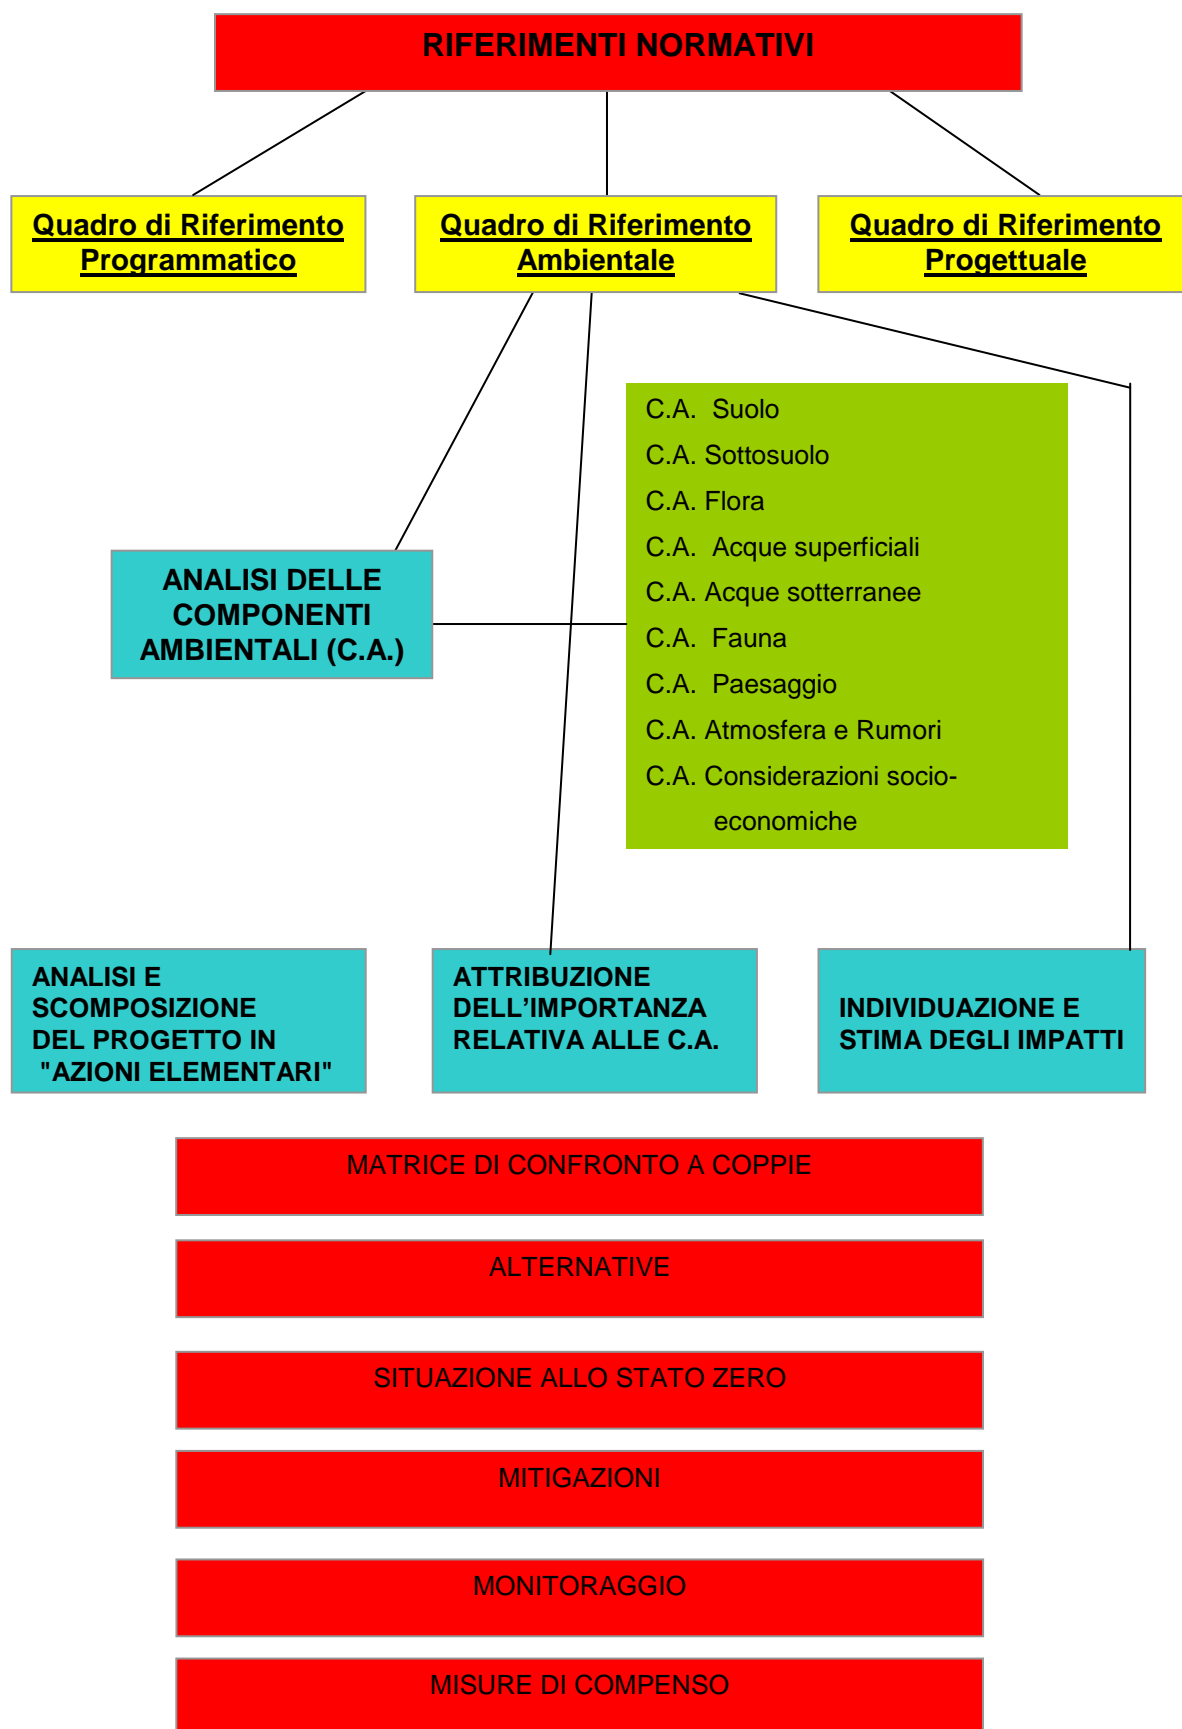 RIFERIMENTI NORMATIVI
Quadro di Riferimento
Programmatico
Quadro di Riferimento
Ambientale
Quadro di Riferimento
Progettuale
C.A.  Suolo
C.A. Sottosuolo
C.A. Flora
C.A.  Acque superficiali
C.A. Acque sotterranee
C.A.  Fauna
C.A.  Paesaggio
C.A. Atmosfera e Rumori
C.A. Considerazioni socio-
economiche
ANALISI DELLE
COMPONENTI
AMBIENTALI (C.A.)
ANALISI E
SCOMPOSIZIONE
DEL PROGETTO IN
"AZIONI ELEMENTARI"
ATTRIBUZIONE
DELL’IMPORTANZA
RELATIVA ALLE C.A.
INDIVIDUAZIONE E
STIMA DEGLI IMPATTI
MATRICE DI CONFRONTO A COPPIE
ALTERNATIVE
SITUAZIONE ALLO STATO ZERO
MITIGAZIONI
MONITORAGGIO
MISURE DI COMPENSO